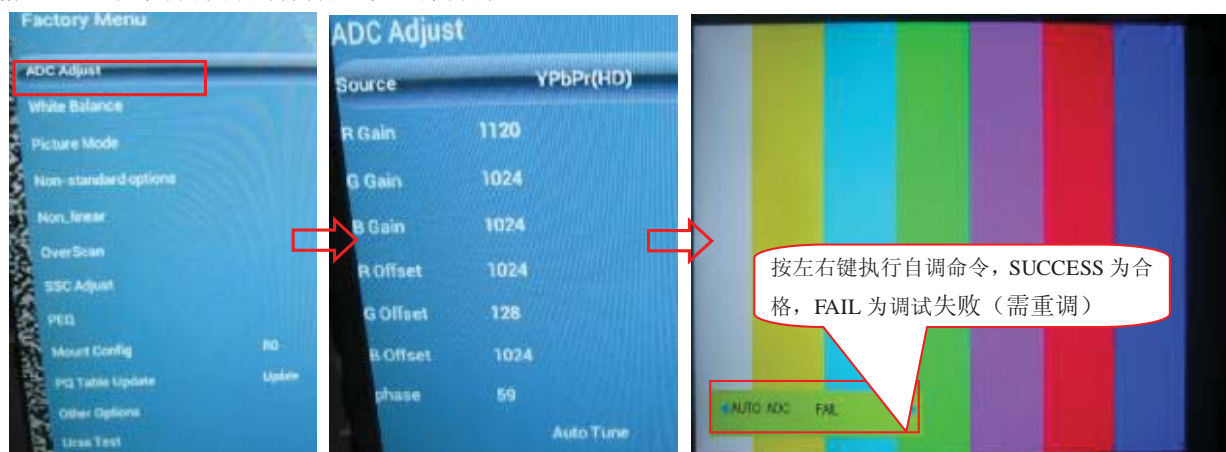 Factory Menu
ADC Adjust
White Balance
Picture Mode
Non-standard options
Non_linear
OverScan
SSC Adjust
PEQ
Mount Config R0
PQ Table Update Update
Other Options
Ursa Test
ADC Adjust
Source YPbPr(HD)
R Gain 1120
G Gain 1024
B Gain 1024
R Offset 1024
G Offset 128
B Offset 1024
phase 59
Auto Tune
按左右键执行自调命令，SUCCESS 为合
格，FAIL 为调试失败（需重调）
AUTO ADC FAIL